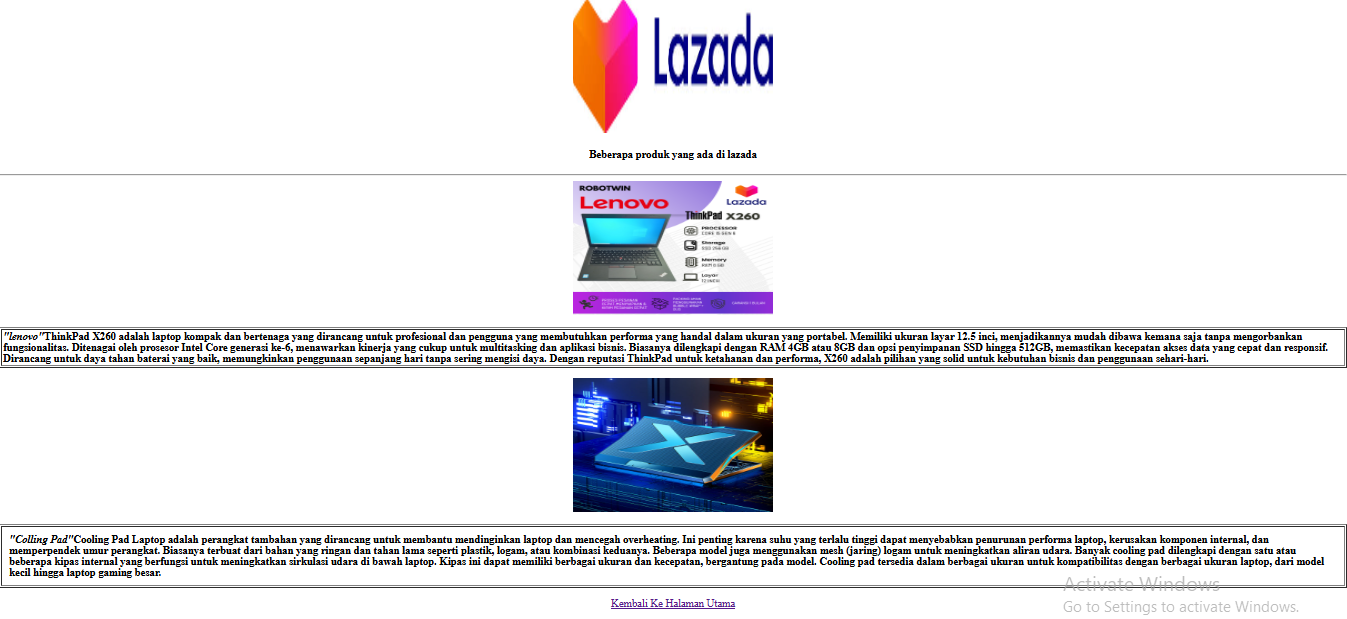 Lazada
Beberapa produk yang ada di lazada
ROBOTWIN
Lenovo
Lazada
ThinkPad X260
PROCESSOR
CORE I5 GEN 6
Storage
SSD 256 GB
Memory
RAM 8 GB
Layar
12 INCH
"lenovo"ThinkPad X260 adalah laptop kompak dan bertenaga yang dirancang untuk profesional dan pengguna yang membutuhkan performa yang handal dalam ukuran yang portabel. Memiliki ukuran layar 12.5 inci, menjadikannya mudah dibawa kemana saja tanpa mengorbankan
fungsionalitas. Ditenagai oleh prosesor Intel Core generasi ke-6, menawarkan kinerja yang cukup untuk multitasking dan aplikasi bisnis. Biasanya dilengkapi dengan RAM 4GB atau 8GB dan opsi penyimpanan SSD hingga 512GB, memastikan kecepatan akses data yang cepat dan responsif.
Dirancang untuk daya tahan baterai yang baik, memungkinkan penggunaan sepanjang hari tanpa sering mengisi daya. Dengan reputasi ThinkPad untuk ketahanan dan performa, X260 adalah pilihan yang solid untuk kebutuhan bisnis dan penggunaan sehari-hari.
"Colling Pad"Cooling Pad Laptop adalah perangkat tambahan yang dirancang untuk membantu mendinginkan laptop dan mencegah overheating. Ini penting karena suhu yang terlalu tinggi dapat menyebabkan penurunan performa laptop, kerusakan komponen internal, dan
memperpendek umur perangkat. Biasanya terbuat dari bahan yang ringan dan tahan lama seperti plastik, logam, atau kombinasi keduanya. Beberapa model juga menggunakan mesh (jaring) logam untuk meningkatkan aliran udara. Banyak cooling pad dilengkapi dengan satu atau
beberapa kipas internal yang berfungsi untuk meningkatkan sirkulasi udara di bawah laptop. Kipas ini dapat memiliki berbagai ukuran dan kecepatan, bergantung pada model. Cooling pad tersedia dalam berbagai ukuran untuk kompatibilitas dengan berbagai ukuran laptop, dari model
kecil hingga laptop gaming besar.
Kembali Ke Halaman Utama
Activate Windows
Go to Settings to activate Windows.